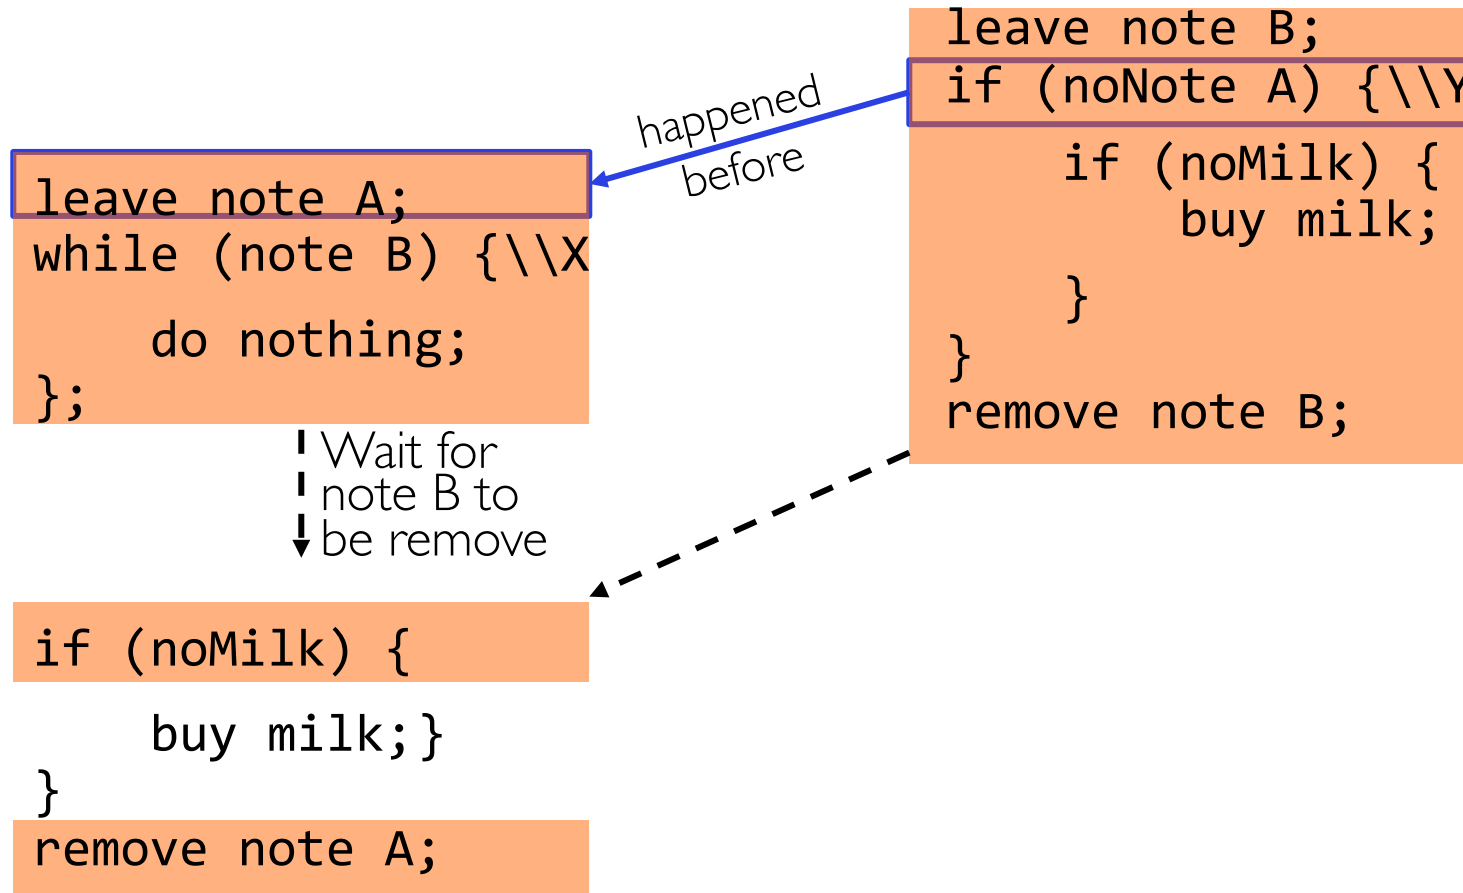 leave note A;
while (note B) {\\X
do nothing;
};
Wait for
note B to
be remove
if (noMilk) {
buy milk;}
}
remove note A;
happened
before
leave note B;
if (noNote A) {\\Y
if (noMilk) {
buy milk;
}
}
remove note B;